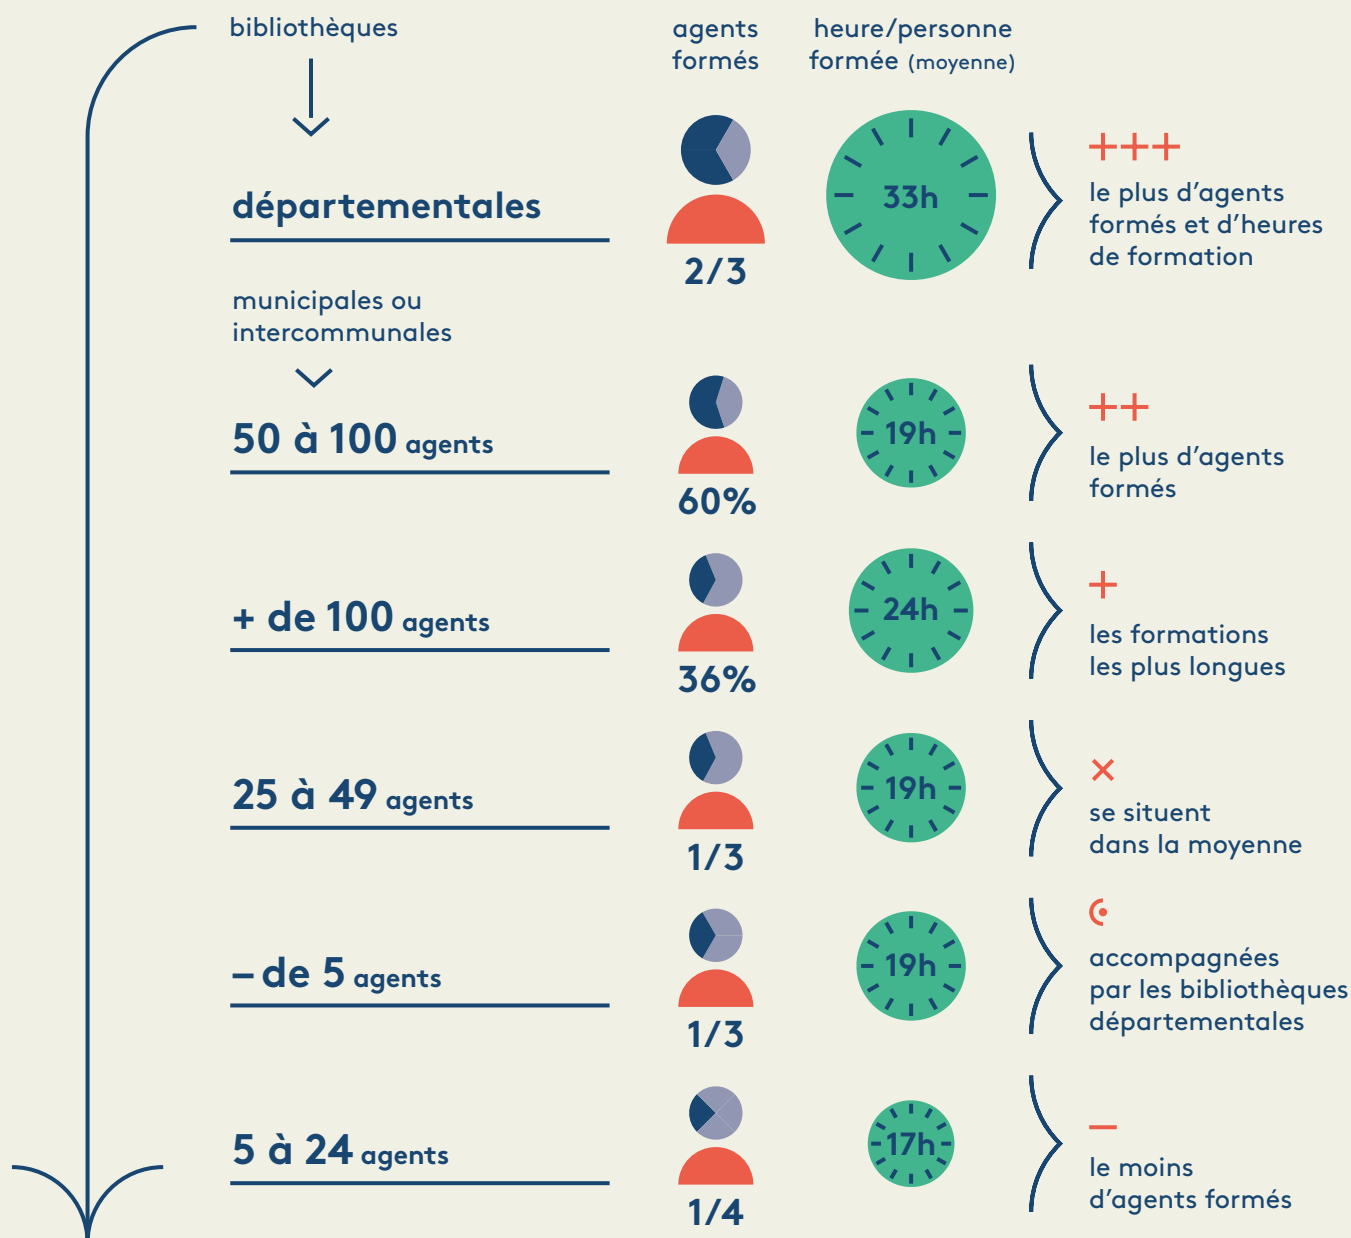 bibliothèques
agents
formés
heure/personne
formée (moyenne)
départementales
2/3
33h
+++
le plus d’agents
formés et d’heures
de formation
municipales ou
intercommunales
50 à 100 agents
60%
19h
++
le plus d’agents
formés
+ de 100 agents
36%
24h
+
les formations
les plus longues
25 à 49 agents
1/3
19h
×
se situent
dans la moyenne
– de 5 agents
1/3
19h
accompagnées
par les bibliothèques
départementales
5 à 24 agents
1/4
17h
–
le moins
d’agents formés